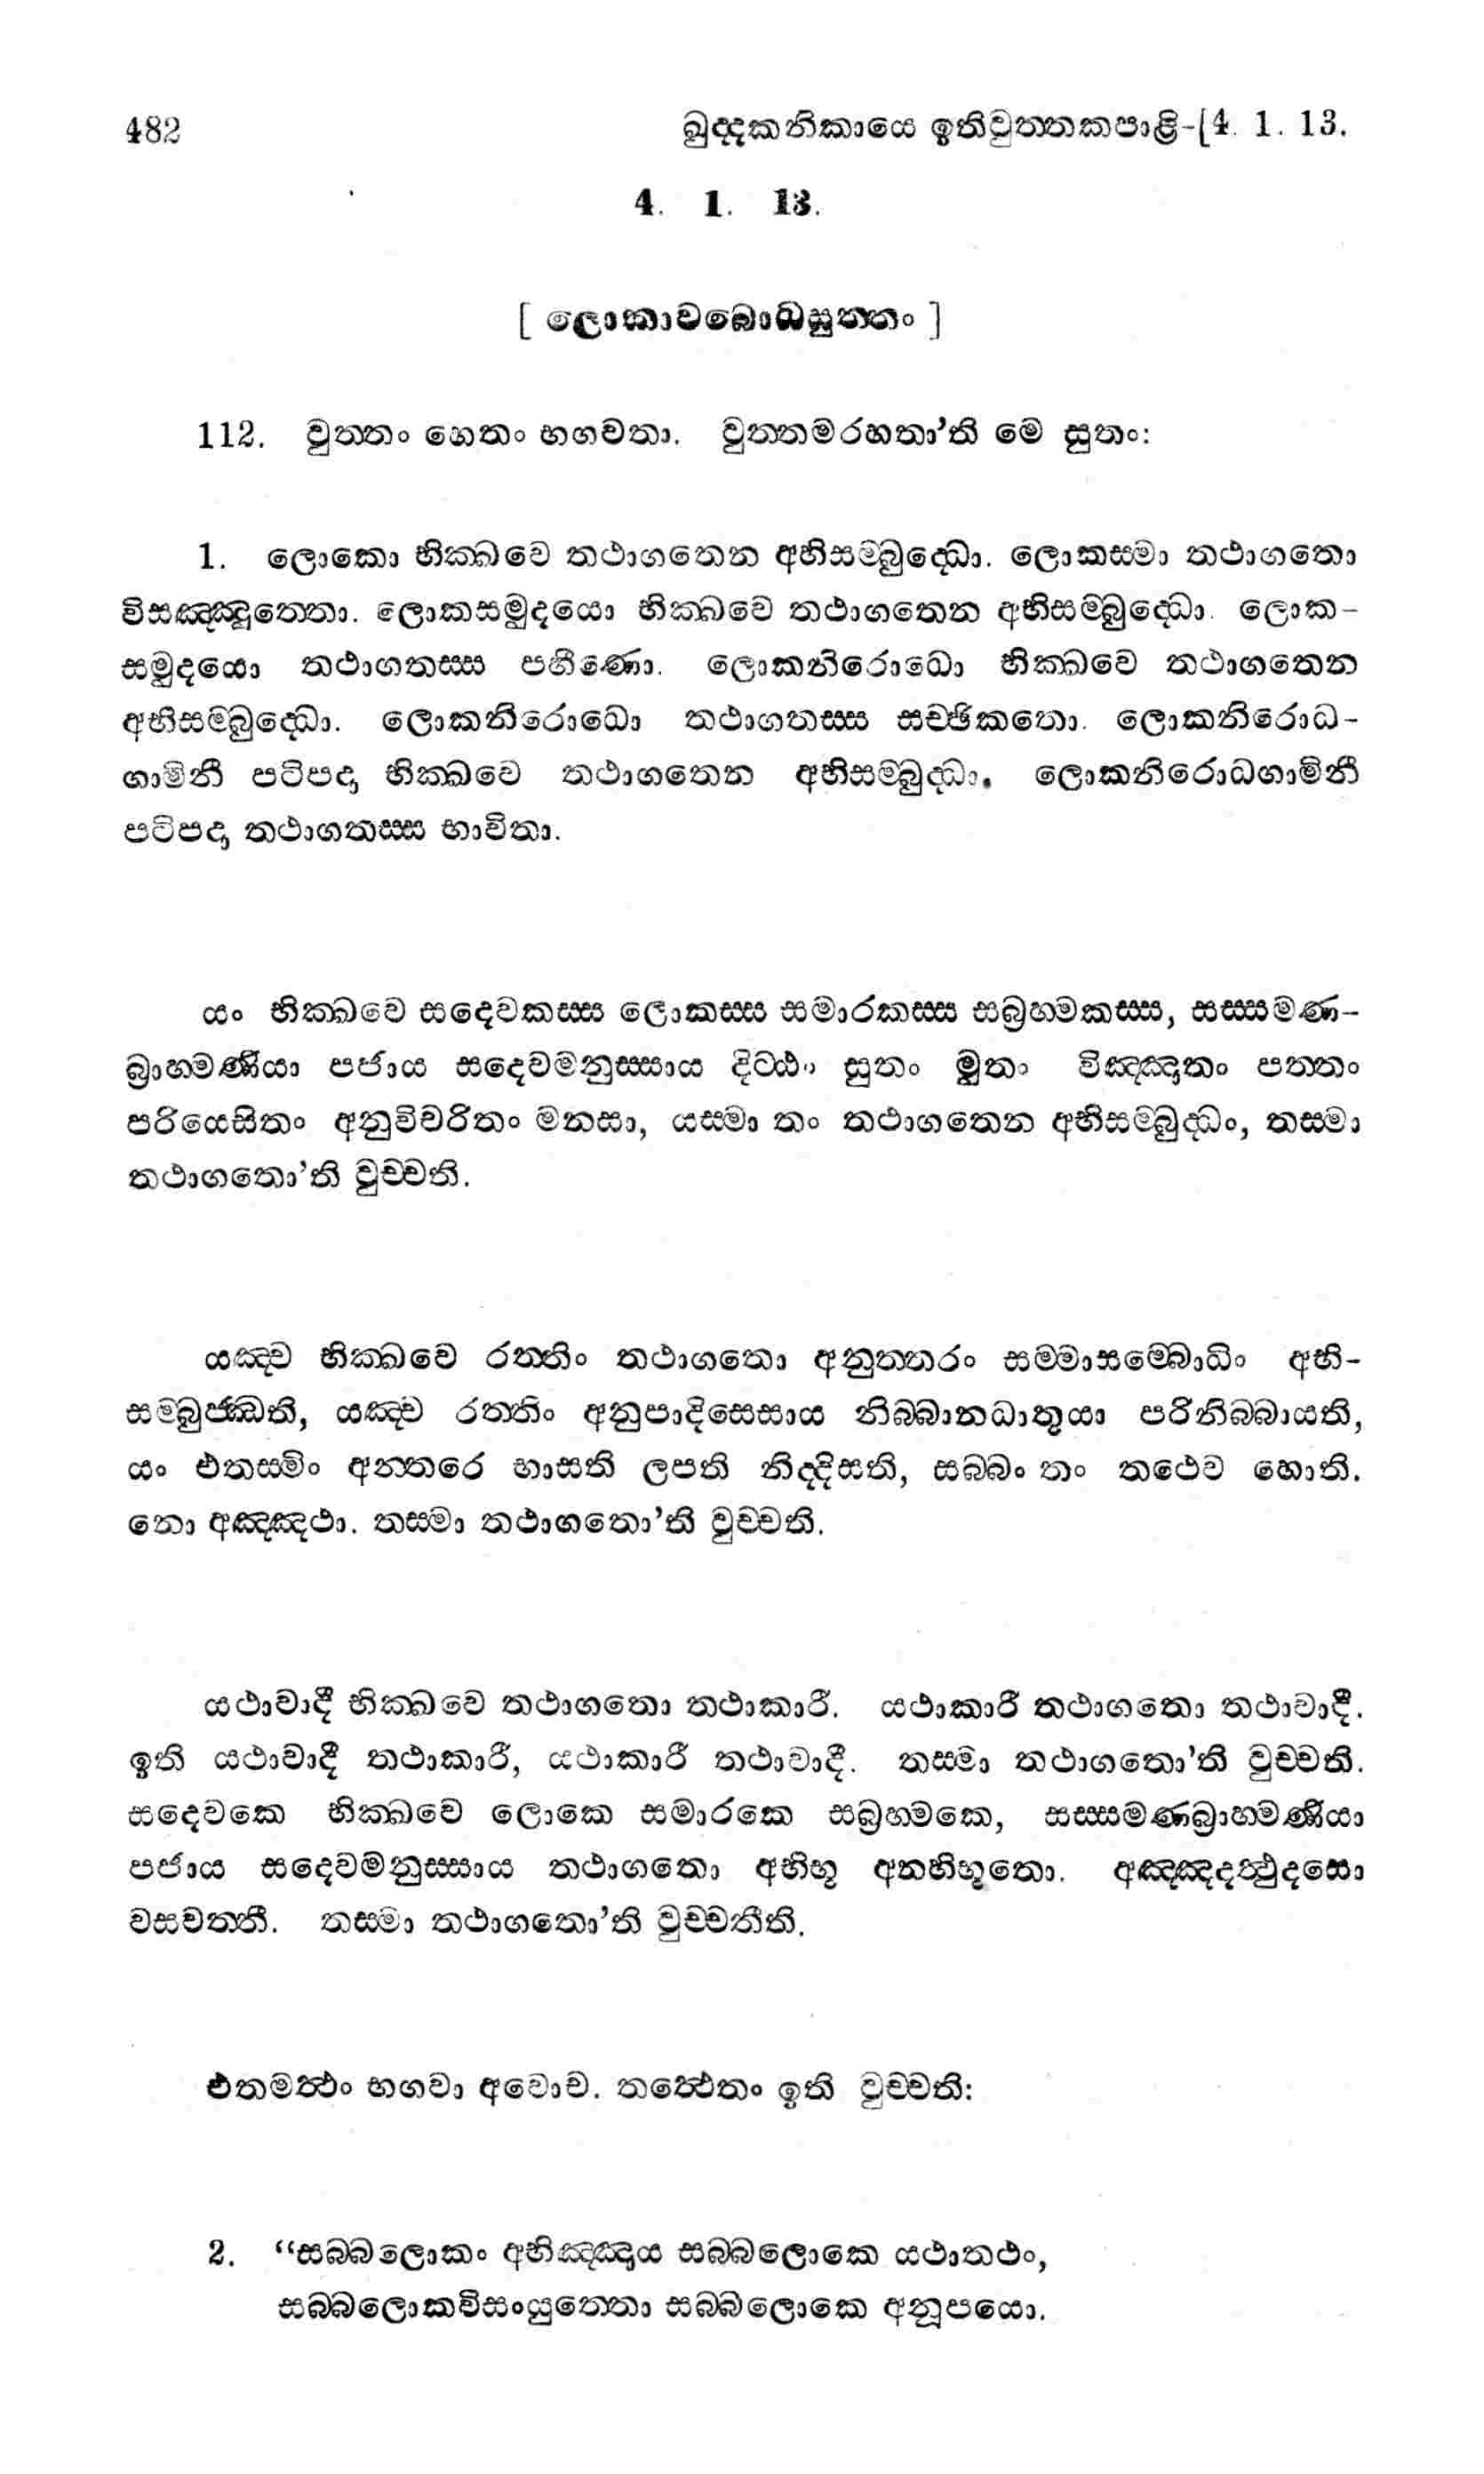 482 ඛුද්දකනිකායෙ ඉතිවුත්තකපාළි-[4. 1. 13.
4. 1. 13.
[ ලොකාවබොධසුත්තං ]
112. වුත්තං හෙතං භගවතා. වුත්තමරහතා’ති මෙ සුතං:
1. ලොකො භික්ඛවෙ තථාගතෙන අභිසම්බුද්ධො. ලොකස්මා තථාගතො
විසඤ්ඤුත්තො. ලොකසමුදයො භික්ඛවෙ තථාගතෙන අභිසම්බුද්ධො. ලොක-
සමුදයො තථාගතස්ස පහීණො. ලොකනිරොධො භික්ඛවෙ තථාගතෙන
අභිසම්බුද්ධො. ලොකනිරොධො තථාගතස්ස සච්ඡිකතො. ලොකනිරොධ-
ගාමිනී පටිපදා භික්ඛවෙ තථාගතෙන අභිසම්බුද්ධා. ලොකනිරොධගාමිනී
පටිපදා තථාගතස්ස භාවිතා.
යං භික්ඛවෙ සදෙවකස්ස ලොකස්ස සමාරකස්ස සබ්‍රහ්මකස්ස, සස්සමණ-
බ්‍රාහ්මණියා පජාය සදෙවමනුස්සාය දිට්ඨං සුතං මුතං විඤ්ඤාතං පත්තං
පරියෙසිතං අනුවිචරිතං මනසා, යස්මා තං තථාගතෙන අභිසම්බුද්ධං, තස්මා
තථාගතො’ති වුච්චති.
යඤ්ච භික්ඛවෙ රත්තිං තථාගතො අනුත්තරං සම්මාසම්බොධිං අභි-
සම්බුජ්ඣති, යඤ්ච රත්තිං අනුපාදිසෙසාය නිබ්බානධාතුයා පරිනිබ්බායති,
යං එතස්මිං අන්තරෙ භාසති ලපති නිද්දිසති, සබ්බං තං තථෙව හොති.
නො අඤ්ඤථා. තස්මා තථාගතො’ති වුච්චති.
යථාවාදී භික්ඛවෙ තථාගතො තථාකාරී. යථාකාරී තථාගතො තථාවාදී.
ඉති යථාවාදී තථාකාරී, යථාකාරී තථාවාදී. තස්මා තථාගතො’ති වුච්චති.
සදෙවකෙ භික්ඛවෙ ලොකෙ සමාරකෙ සබ්‍රහ්මකෙ, සස්සමණබ්‍රාහ්මණියා
පජාය සදෙවමනුස්සාය තථාගතො අභිභූ අනභිභූතො. අඤ්ඤදත්ථුදසො
වසවත්තී. තස්මා තථාගතො’ති වුච්චතීති.
එතමත්ථං භගවා අවොච. තත්ථෙතං ඉති වුච්චති:
2. “සබ්බලොකං අභිඤ්ඤාය සබ්බලොකෙ යථාතථං,
සබ්බලොකවිසංයුත්තො සබ්බලොකෙ අනූපයො.